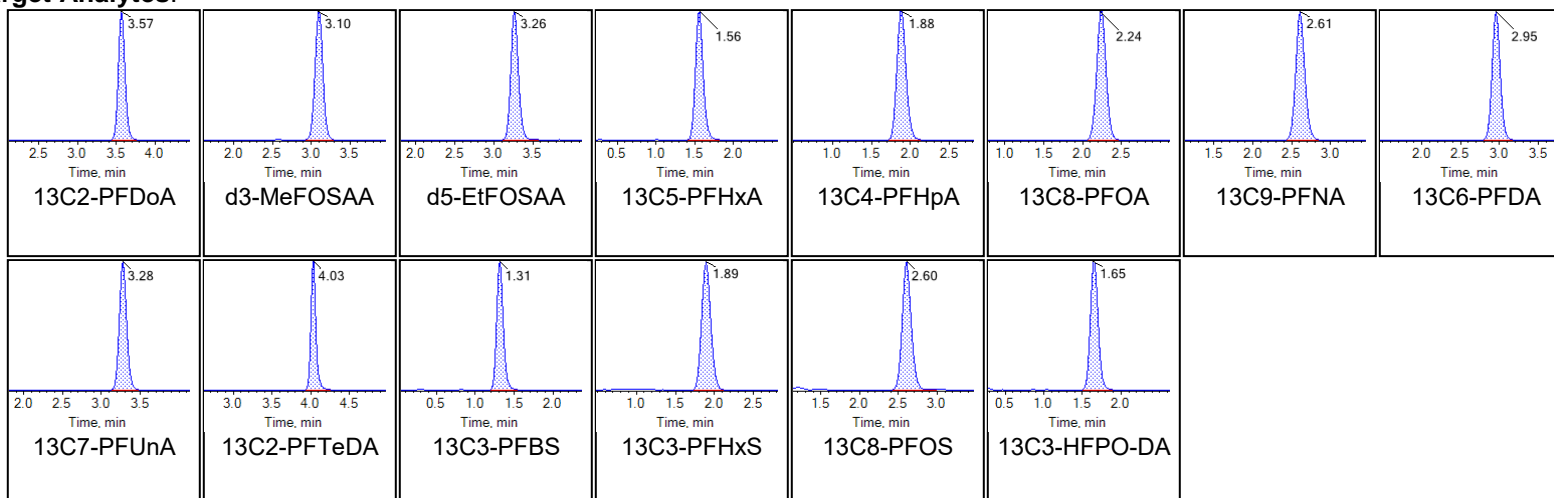 rget Analytes:
3.57
2.5 3.0 3.5 4.0
Time, min
13C2-PFDoA
3.10
2.0 2.5 3.0 3.5
Time, min
d3-MeFOSAA
3.26
2.0 2.5 3.0 3.5
Time, min
d5-EtFOSAA
1.56
0.5 1.0 1.5 2.0
Time, min
13C5-PFHxA
1.88
1.0 1.5 2.0 2.5
Time, min
13C4-PFHpA
2.24
1.0 1.5 2.0 2.5
Time, min
13C8-PFOA
2.61
1.5 2.0 2.5 3.0
Time, min
13C9-PFNA
2.95
2.0 2.5 3.0 3.5
Time, min
13C6-PFDA
3.28
2.0 2.5 3.0 3.5
Time, min
13C7-PFUnA
4.03
3.0 3.5 4.0 4.5
Time, min
13C2-PFTeDA
1.31
0.5 1.0 1.5 2.0
Time, min
13C3-PFBS
1.89
1.0 1.5 2.0 2.5
Time, min
13C3-PFHxS
2.60
1.5 2.0 2.5 3.0
Time, min
13C8-PFOS
1.65
0.5 1.0 1.5 2.0
Time, min
13C3-HFPO-DA